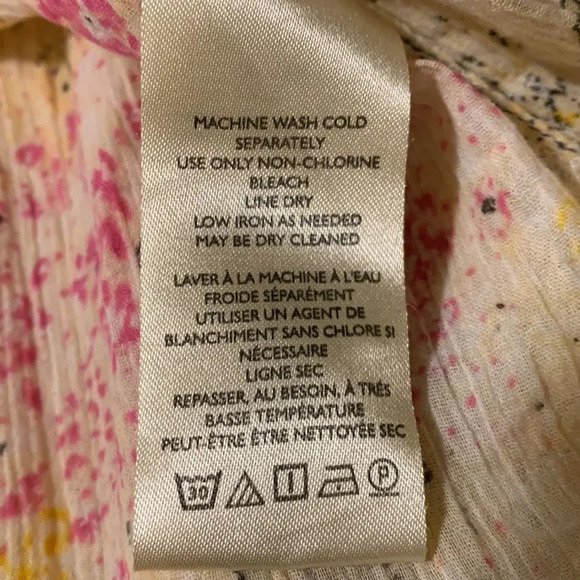 MACHINE WASH COLD
SEPARATELY
USE ONLY NON-CHLORINE
BLEACH
LINE DRY
LOW IRON AS NEEDED
MAY BE DRY CLEANED
LAVER À LA MACHINE À L'EAU
FROIDE SÉPARÉMENT
UTILISER UN AGENT DE
BLANCHIMENT SANS CHLORE SI
NÉCESSAIRE
LIGNE SEC
REPASSER, AU BESOIN, À TRÈS
BASSE TEMPÉRATURE
PEUT-ÊTRE ÊTRE NETTOYÉE SEC
30 P